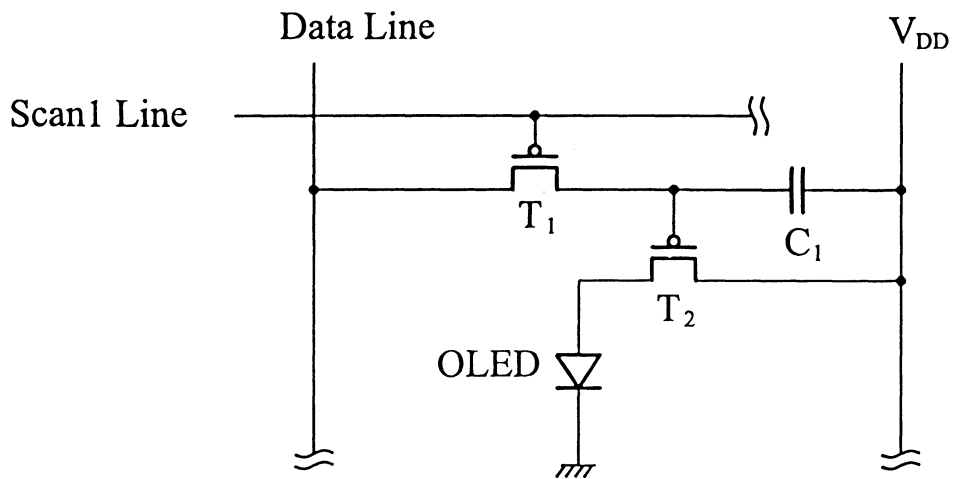 Data Line
V_DD
Scan1 Line
T_1
C_1
T_2
OLED